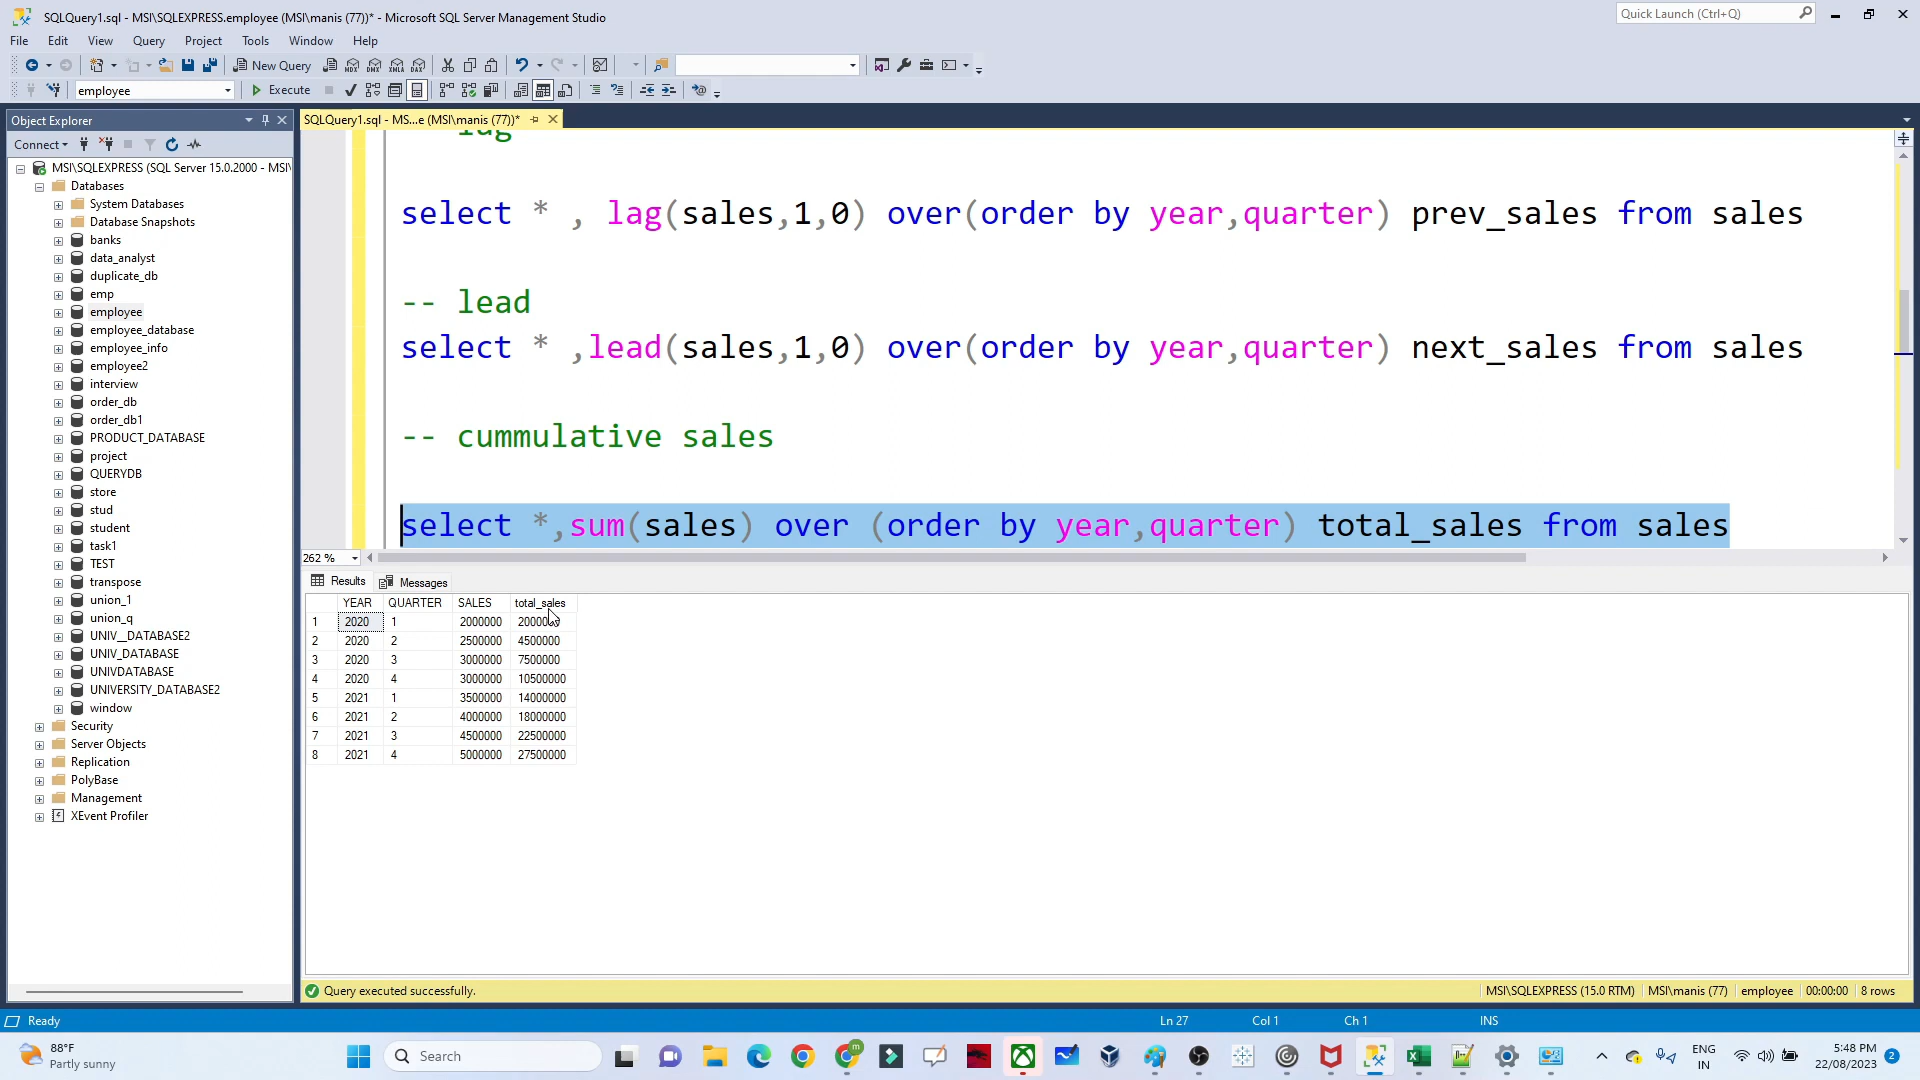 SQLQuery1.sql - MSI\SQLEXPRESS.employee (MSI\manis (77))* - Microsoft SQL Server Management Studio
Quick Launch (Ctrl+Q)
File Edit View Query Project Tools Window Help
New Query
employee
Execute
Object Explorer
Connect
MSI\SQLEXPRESS (SQL Server 15.0.2000 - MSI\
Databases
System Databases
Database Snapshots
banks
data_analyst
duplicate_db
emp
employee
employee_database
employee_info
employee2
interview
order_db
order_db1
PRODUCT_DATABASE
project
QUERYDB
store
stud
student
task1
TEST
transpose
union_1
union_q
UNIV__DATABASE2
UNIV_DATABASE
UNIVDATABASE
UNIVERSITY_DATABASE2
window
Security
Server Objects
Replication
PolyBase
Management
XEvent Profiler
SQLQuery1.sql - MS...e (MSI\manis (77))*
lag
select * , lag(sales,1,0) over(order by year,quarter) prev_sales from sales
-- lead
select * ,lead(sales,1,0) over(order by year,quarter) next_sales from sales
-- cummulative sales
select *,sum(sales) over (order by year,quarter) total_sales from sales
262 %
Results Messages
YEAR QUARTER SALES total_sales
1 2020 1 2000000 2000000
2 2020 2 2500000 4500000
3 2020 3 3000000 7500000
4 2020 4 3000000 10500000
5 2021 1 3500000 14000000
6 2021 2 4000000 18000000
7 2021 3 4500000 22500000
8 2021 4 5000000 27500000
Query executed successfully.
MSI\SQLEXPRESS (15.0 RTM) MSI\manis (77) employee 00:00:00 8 rows
Ready
Ln 27 Col 1 Ch 1 INS
88°F
Partly sunny
Search
ENG
IN
5:48 PM
22/08/2023
2